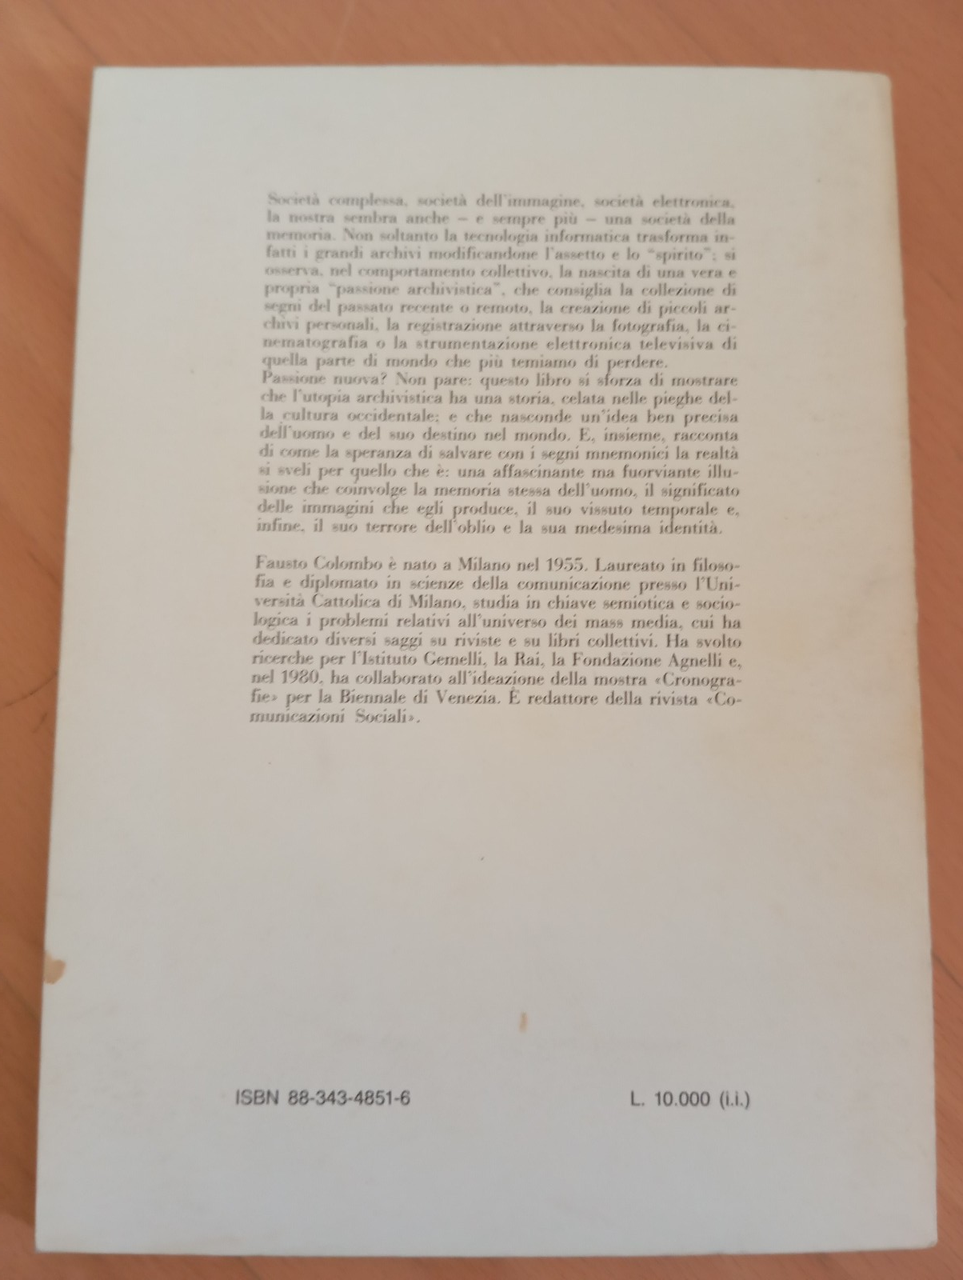 Società complessa, società dell'immagine, società elettronica,
la nostra sembra anche – e sempre più – una società della
memoria. Non soltanto la tecnologia informatica trasforma in-
fatti i grandi archivi modificandone l'assetto e lo "spirito"; si
osserva, nel comportamento collettivo, la nascita di una vera e
propria "passione archivistica", che consiglia la collezione di
segni del passato recente o remoto, la creazione di piccoli ar-
chivi personali, la registrazione attraverso la fotografia, la ci-
nematografia o la strumentazione elettronica televisiva di
quella parte di mondo che più temiamo di perdere.
Passione nuova? Non pare: questo libro si sforza di mostrare
che l'utopia archivistica ha una storia, celata nelle pieghe del-
la cultura occidentale; e che nasconde un'idea ben precisa
dell'uomo e del suo destino nel mondo. E, insieme, racconta
di come la speranza di salvare con i segni mnemonici la realtà
si sveli per quello che è: una affascinante ma fuorviante illu-
sione che coinvolge la memoria stessa dell'uomo, il significato
delle immagini che egli produce, il suo vissuto temporale e,
infine, il suo terrore dell'oblio e la sua medesima identità.
Fausto Colombo è nato a Milano nel 1955. Laureato in filoso-
fia e diplomato in scienze della comunicazione presso l'Uni-
versità Cattolica di Milano, studia in chiave semiotica e socio-
logica i problemi relativi all'universo dei mass media, cui ha
dedicato diversi saggi su riviste e su libri collettivi. Ha svolto
ricerche per l'Istituto Gemelli, la Rai, la Fondazione Agnelli e,
nel 1980, ha collaborato all'ideazione della mostra «Cronogra-
fie» per la Biennale di Venezia. È redattore della rivista «Co-
municazioni Sociali».
ISBN 88-343-4851-6
L. 10.000 (i.i.)